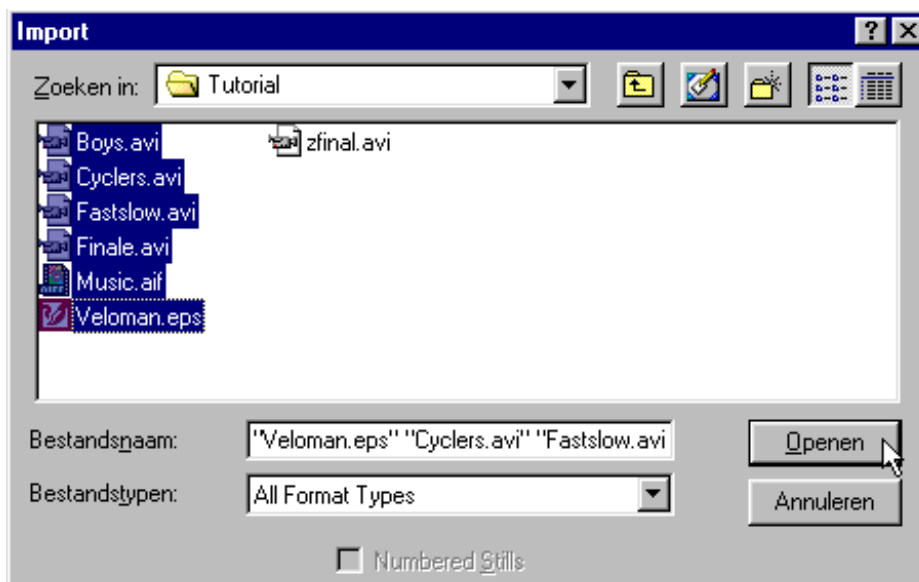 Import
Zoeken in: Tutorial
Boys.avi zfinal.avi
Cyclers.avi
Fastslow.avi
Finale.avi
Music.aif
Veloman.eps
Bestandsnaam: "Veloman.eps" "Cyclers.avi" "Fastslow.avi Openen
Bestandstypen: All Format Types Annuleren
Numbered Stills